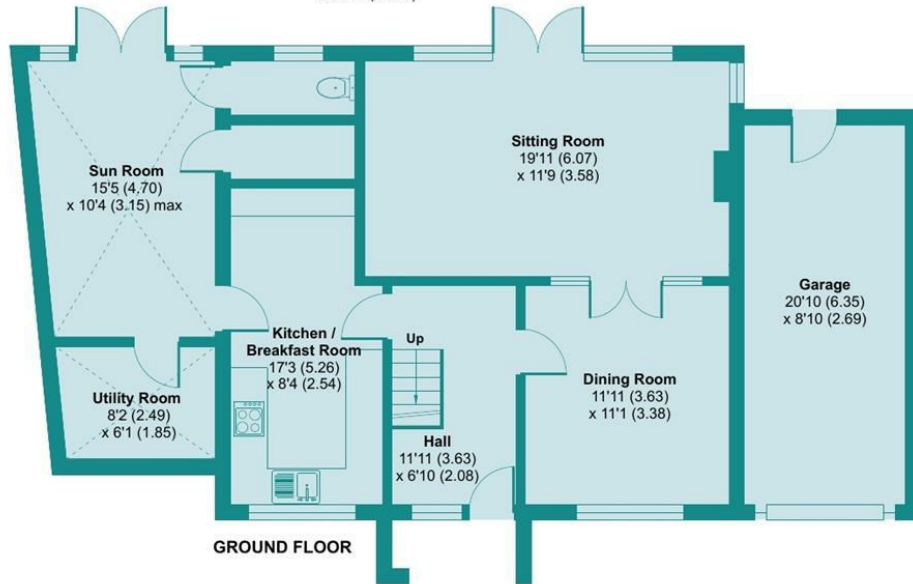 Sun Room
15'5 (4.70)
x 10'4 (3.15) max
Sitting Room
19'11 (6.07)
x 11'9 (3.58)
Garage
20'10 (6.35)
x 8'10 (2.69)
Kitchen /
Breakfast Room
17'3 (5.26)
x 8'4 (2.54)
Up
Dining Room
11'11 (3.63)
x 11'1 (3.38)
Utility Room
8'2 (2.49)
x 6'1 (1.85)
Hall
11'11 (3.63)
x 6'10 (2.08)
GROUND FLOOR